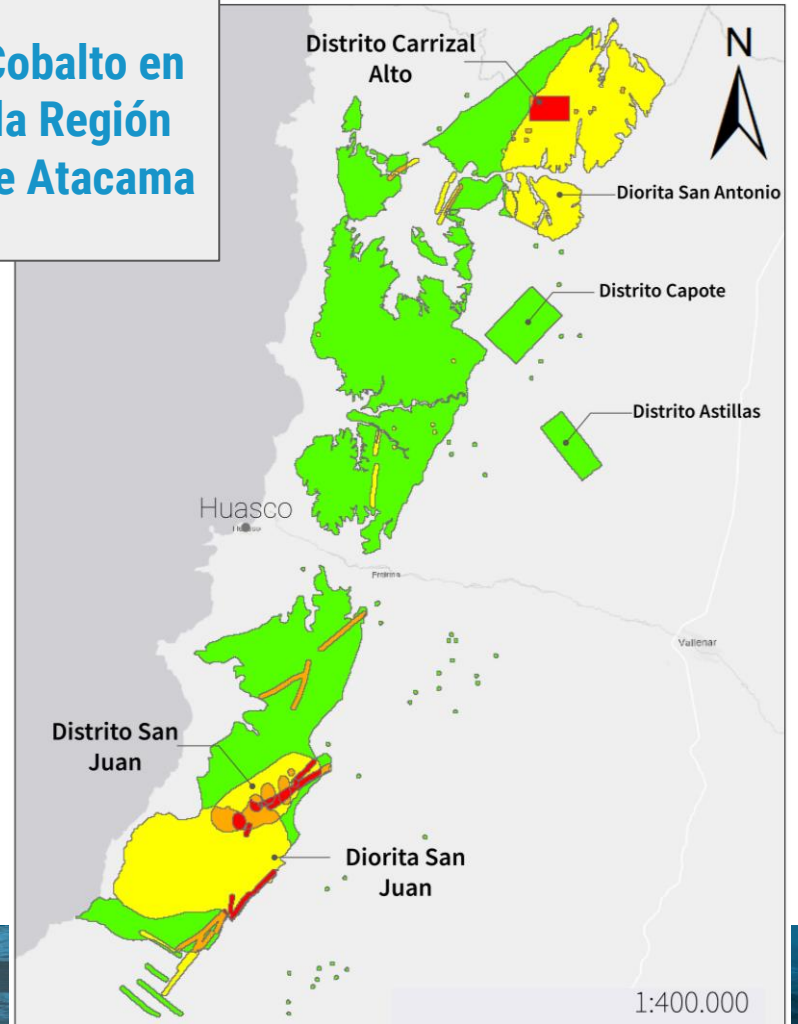 Cobalto en
la Región
e Atacama
Distrito Carrizal
Alto
N
Diorita San Antonio
Distrito Capote
Distrito Astillas
Huasco
Huasco
Freirina
Vallenar
Distrito San
Juan
Diorita San
Juan
1:400.000